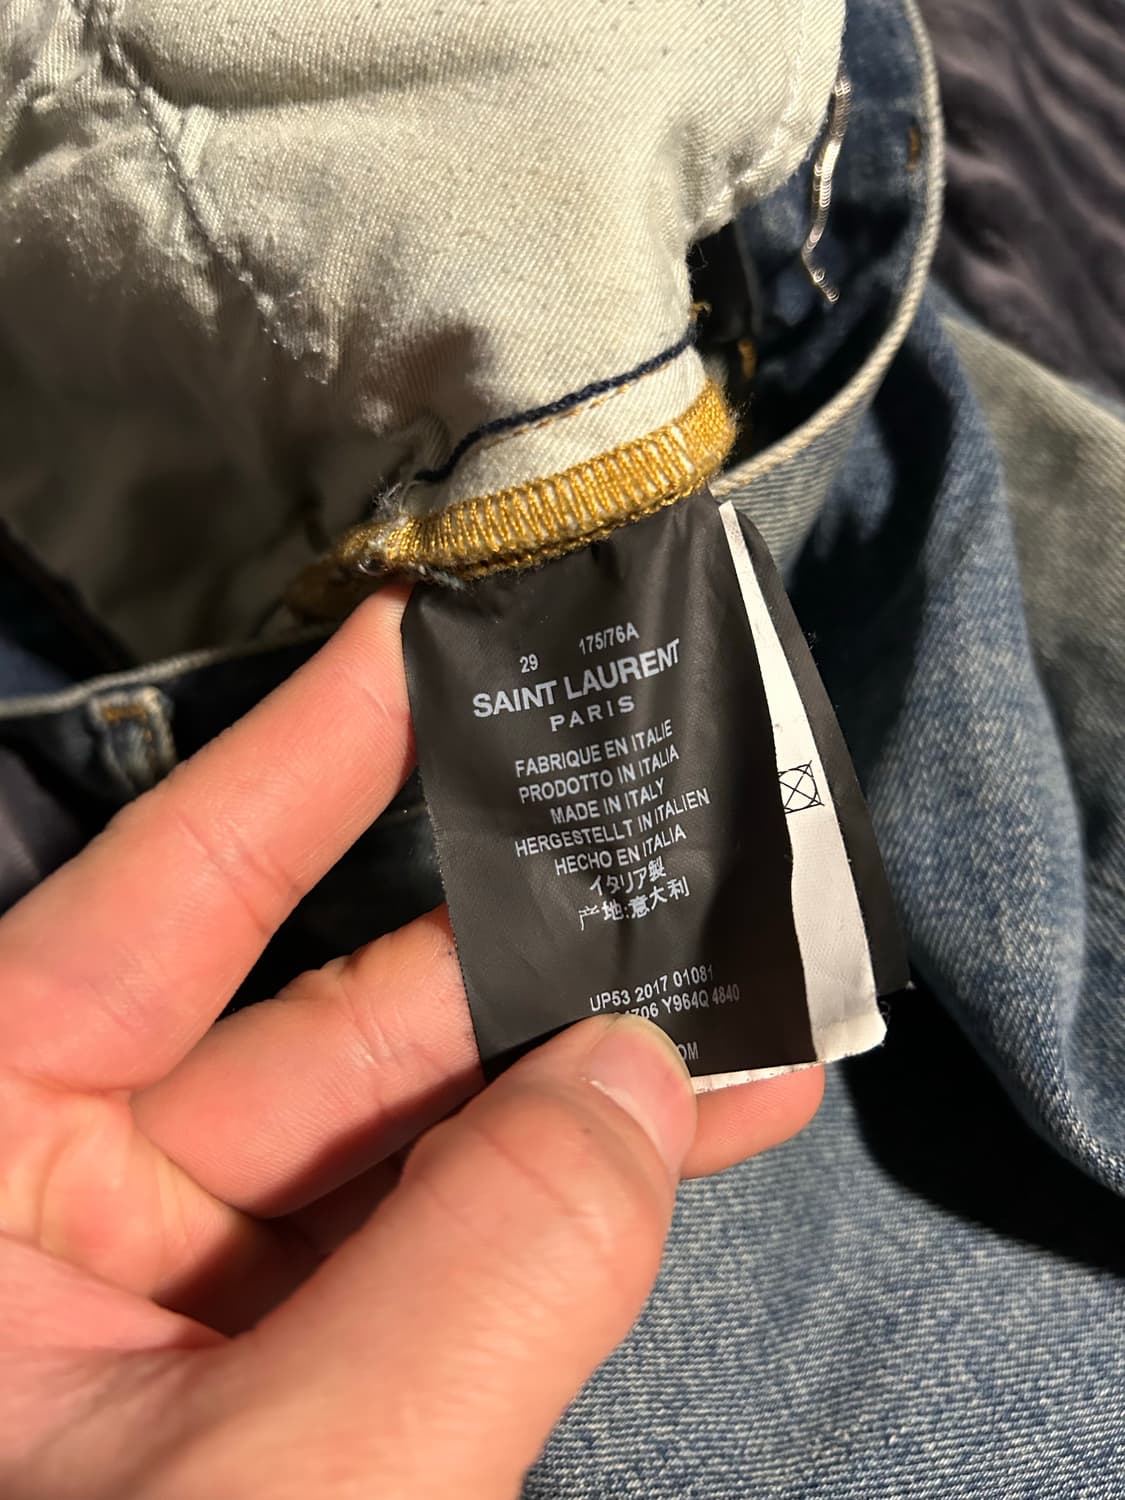 29 175/76A
SAINT LAURENT
PARIS
FABRIQUE EN ITALIE
PRODOTTO IN ITALIA
MADE IN ITALY
HERGESTELLT IN ITALIEN
HECHO EN ITALIA
イタリア製
产地:意大利
UP53 2017 01081
Y964Q 4840